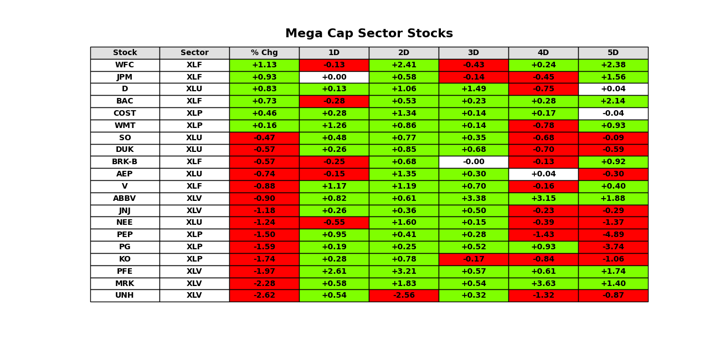 Mega Cap Sector Stocks
Stock Sector % Chg 1D 2D 3D 4D 5D
WFC XLF +1.13 -0.13 +2.41 -0.43 +0.24 +2.38
JPM XLF +0.93 +0.00 +0.58 -0.14 -0.45 +1.56
D XLU +0.83 +0.13 +1.06 +1.49 -0.75 +0.04
BAC XLF +0.73 -0.28 +0.53 +0.23 +0.28 +2.14
COST XLP +0.46 +0.28 +1.34 +0.14 +0.17 -0.04
WMT XLP +0.16 +1.26 +0.86 +0.14 -0.78 +0.93
SO XLU -0.47 +0.48 +0.77 +0.35 -0.68 -0.09
DUK XLU -0.57 +0.26 +0.85 +0.68 -0.70 -0.59
BRK-B XLF -0.57 -0.25 +0.68 -0.00 -0.13 +0.92
AEP XLU -0.74 -0.15 +1.35 +0.30 +0.04 -0.30
V XLF -0.88 +1.17 +1.19 +0.70 -0.16 +0.40
ABBV XLV -0.90 +0.82 +0.61 +3.38 +3.15 +1.88
JNJ XLV -1.18 +0.26 +0.36 +0.50 -0.23 -0.29
NEE XLU -1.24 -0.55 +1.60 +0.15 -0.39 -1.37
PEP XLP -1.50 +0.95 +0.41 +0.28 -1.43 -4.89
PG XLP -1.59 +0.19 +0.25 +0.52 +0.93 -3.74
KO XLP -1.74 +0.28 +0.78 -0.17 -0.84 -1.06
PFE XLV -1.97 +2.61 +3.21 +0.57 +0.61 +1.74
MRK XLV -2.28 +0.58 +1.83 +0.54 +3.63 +1.40
UNH XLV -2.62 +0.54 -2.56 +0.32 -1.32 -0.87